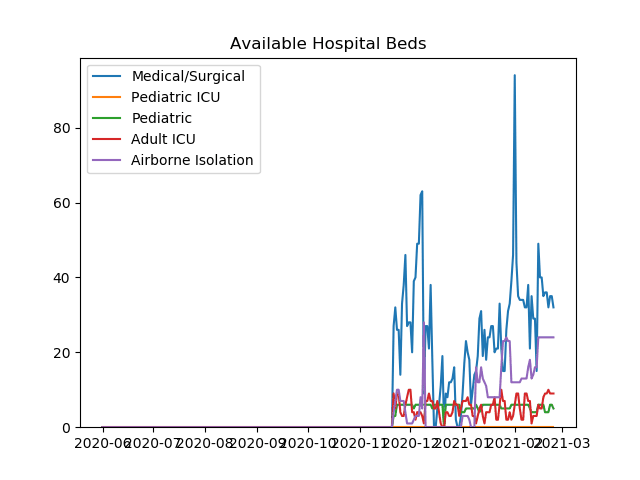 Available Hospital Beds
Medical/Surgical
Pediatric ICU
Pediatric
Adult ICU
Airborne Isolation
80
60
40
20
0
2020-06 2020-07 2020-08 2020-09 2020-10 2020-11 2020-12 2021-01 2021-02 2021-03